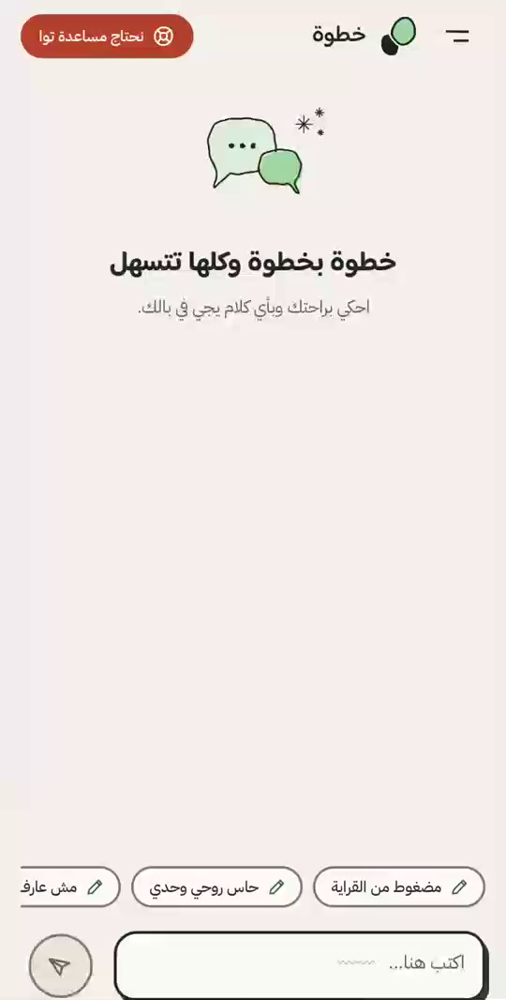 خطوة
نحتاج مساعدة توا
خطوة بخطوة وكلها تتسهل
احكي براحتك وبأي كلام يجي في بالك.
مضغوط من القراية
حاس روحي وحدي
مش عارف
اكتب هنا...